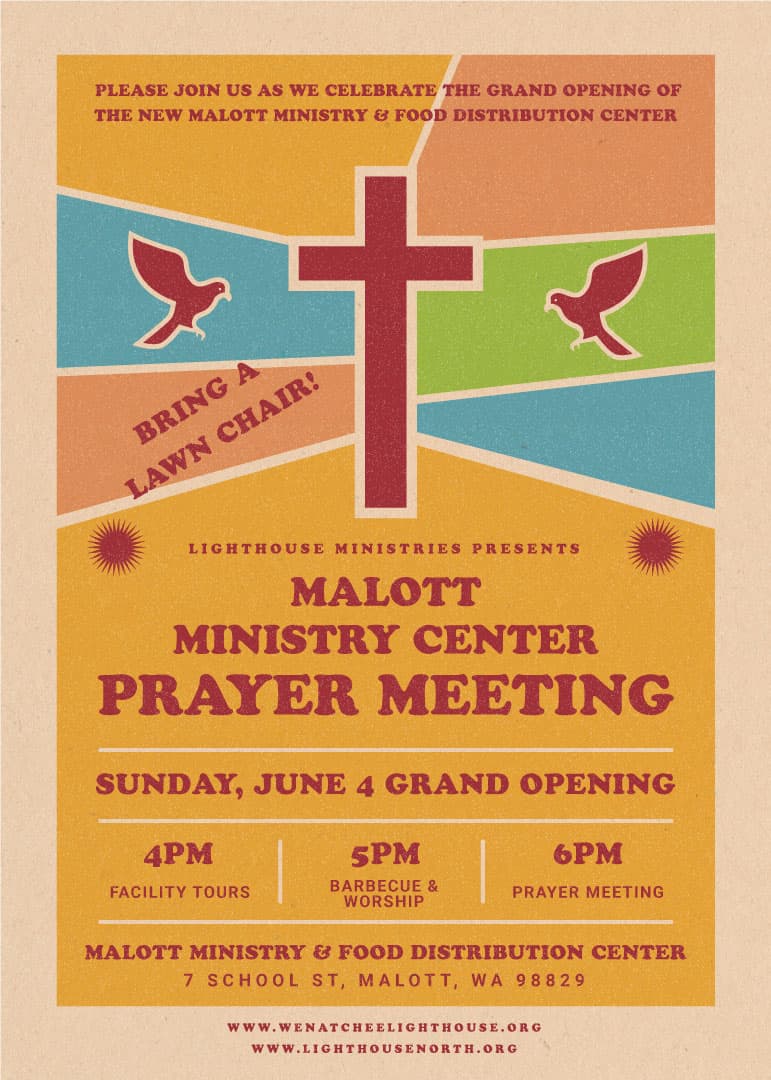 PLEASE JOIN US AS WE CELEBRATE THE GRAND OPENING OF
THE NEW MALOTT MINISTRY & FOOD DISTRIBUTION CENTER
BRING A
LAWN CHAIR!
LIGHTHOUSE MINISTRIES PRESENTS
MALOTT
MINISTRY CENTER
PRAYER MEETING
SUNDAY, JUNE 4 GRAND OPENING
4PM
FACILITY TOURS
5PM
BARBECUE &
WORSHIP
6PM
PRAYER MEETING
MALOTT MINISTRY & FOOD DISTRIBUTION CENTER
7 SCHOOL ST, MALOTT, WA 98829
WWW.WENATCHEELIGHTHOUSE.ORG
WWW.LIGHTHOUSENORTH.ORG